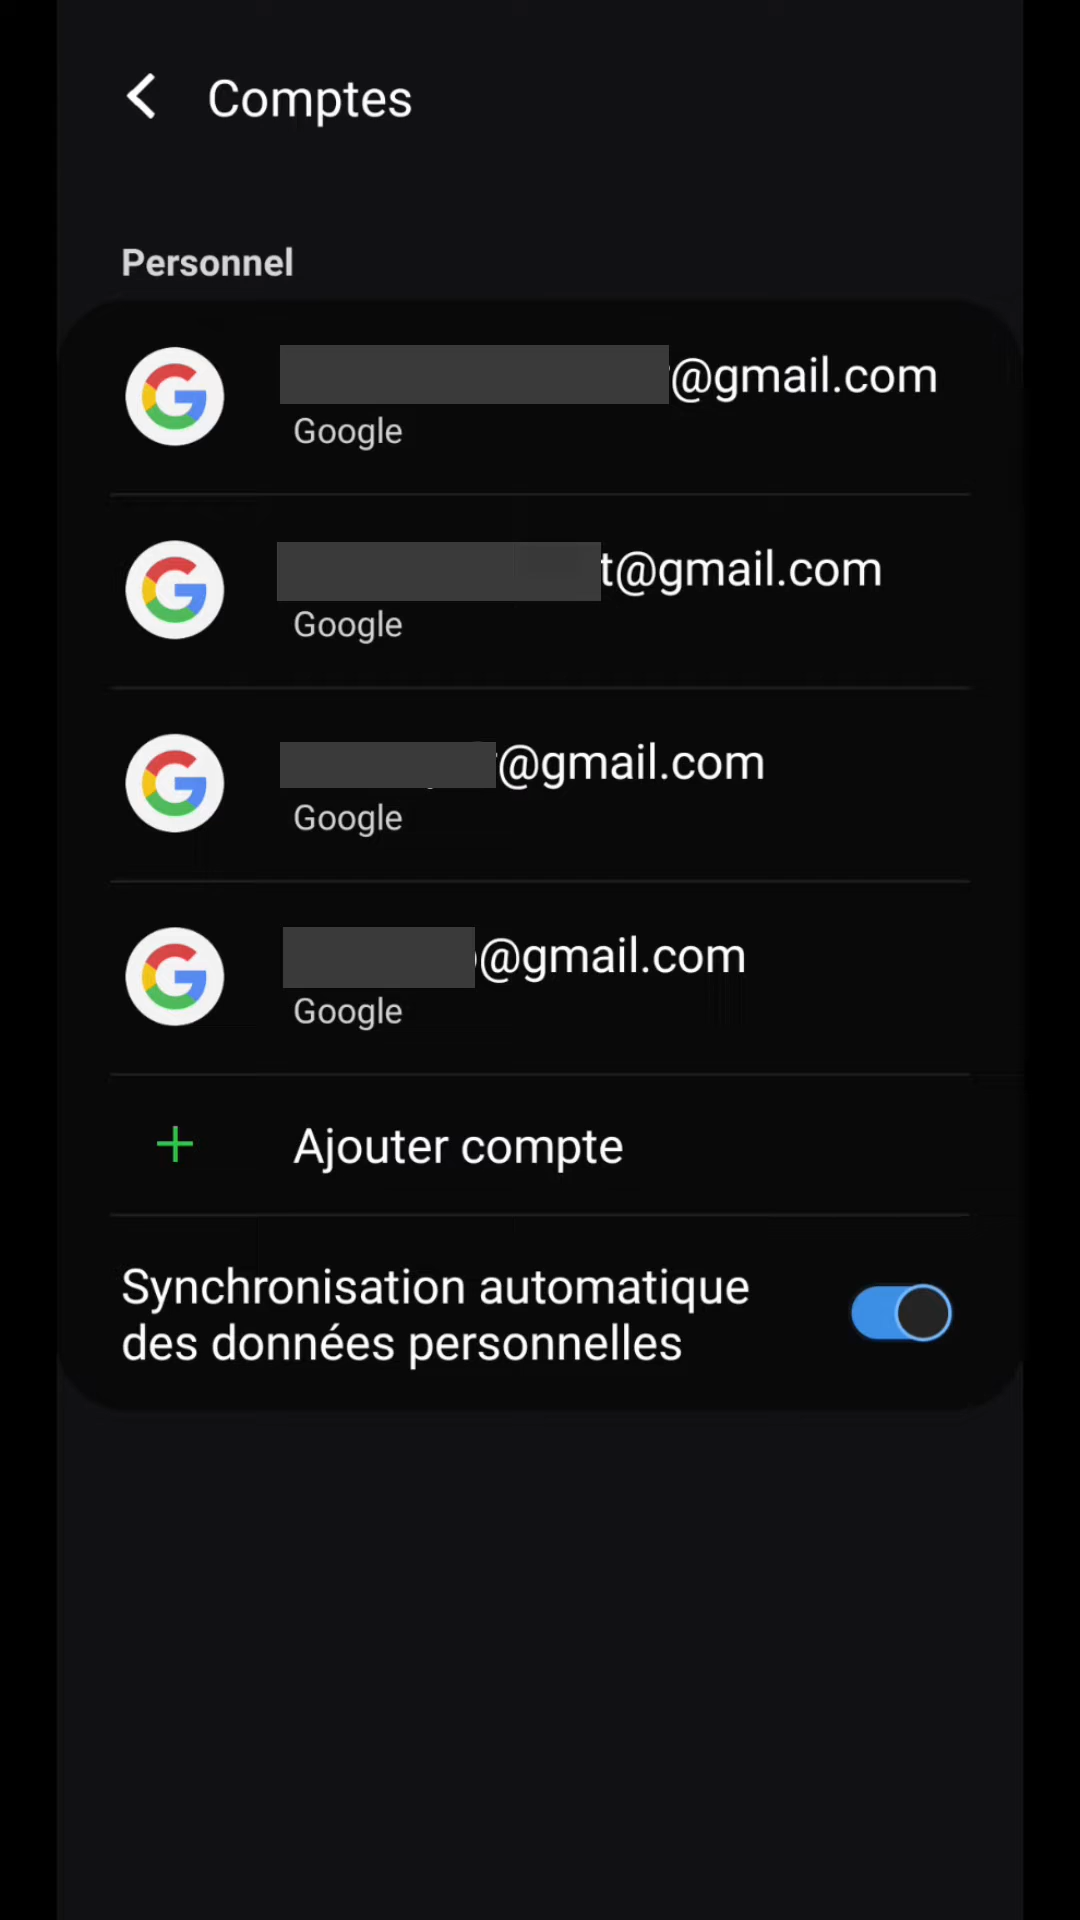 Comptes
Personnel
@gmail.com
Google
t@gmail.com
Google
@gmail.com
Google
@gmail.com
Google
Ajouter compte
Synchronisation automatique
des données personnelles